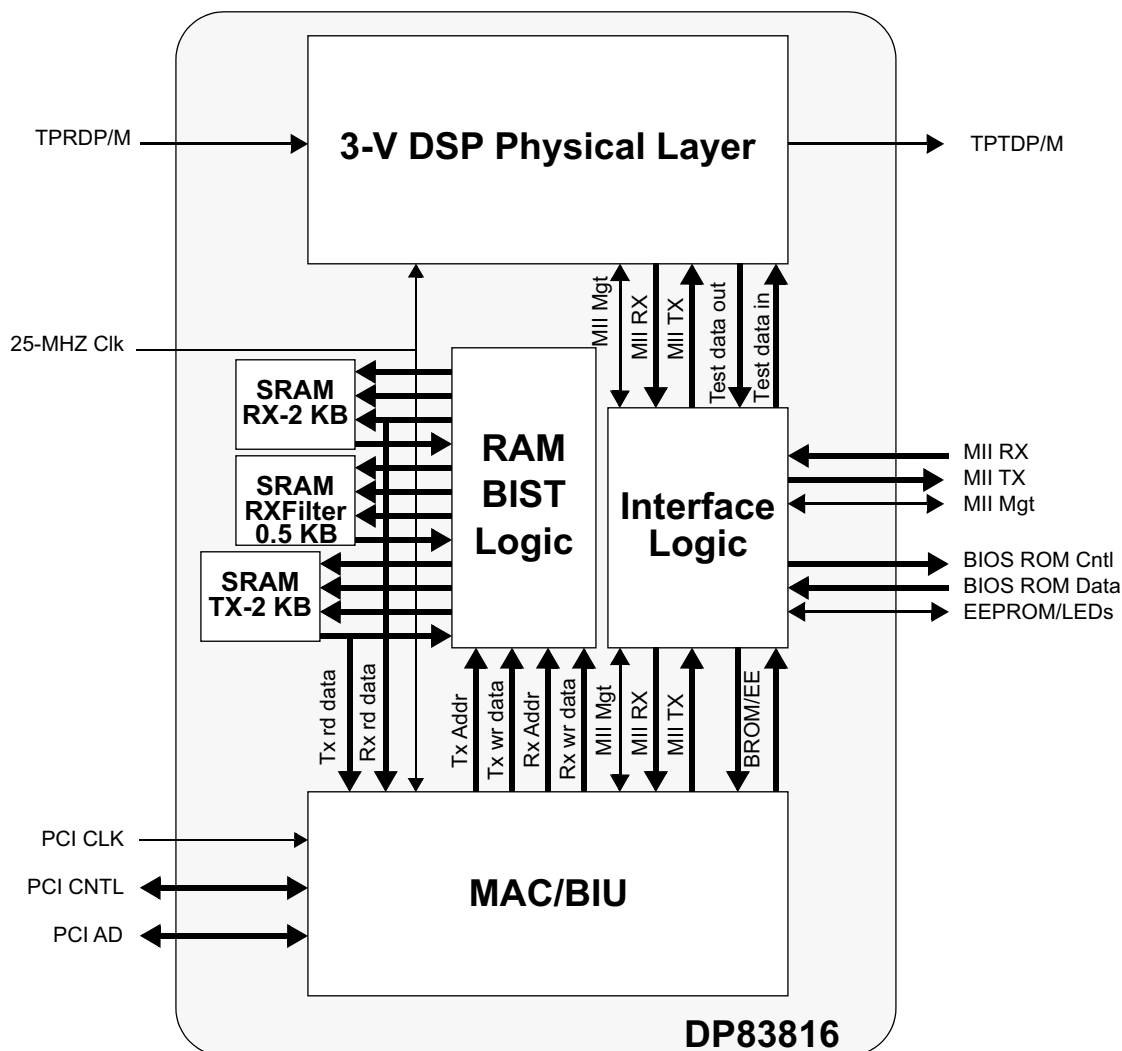 3-V DSP Physical Layer
TPRDP/M
TPTDP/M
MII Mgt
MII RX
MII TX
Test data out
Test data in
25-MHZ Clk
SRAM
RX-2 KB
SRAM
RXFilter
0.5 KB
SRAM
TX-2 KB
RAM
BIST
Logic
Interface
Logic
MII RX
MII TX
MII Mgt
BIOS ROM Cntl
BIOS ROM Data
EEPROM/LEDs
Tx rd data
Rx rd data
Tx Addr
Tx wr data
Rx Addr
Rx wr data
MII Mgt
MII RX
MII TX
BROM/EE
PCI CLK
PCI CNTL
PCI AD
MAC/BIU
DP83816